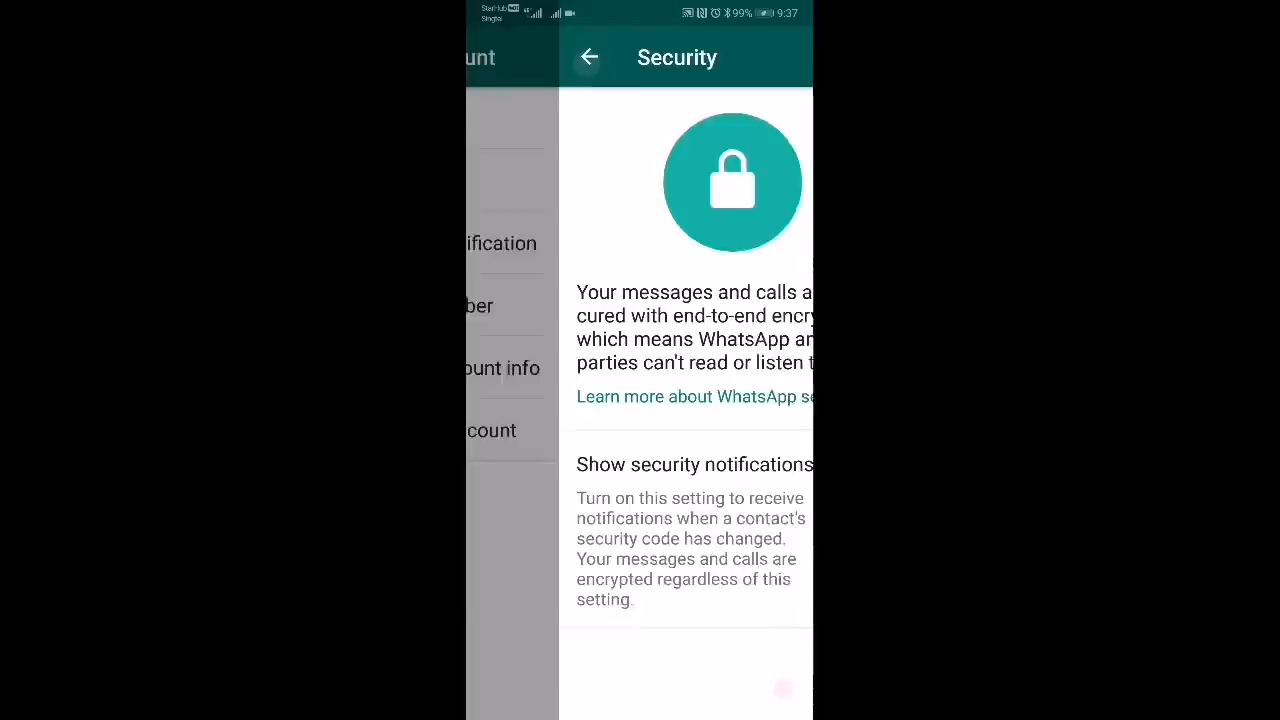 StarHub
Singtel
99% 9:37
unt
Security
ification
ber
ount info
count
Your messages and calls a
cured with end-to-end encry
which means WhatsApp an
parties can't read or listen t
Learn more about WhatsApp se
Show security notifications
Turn on this setting to receive
notifications when a contact's
security code has changed.
Your messages and calls are
encrypted regardless of this
setting.